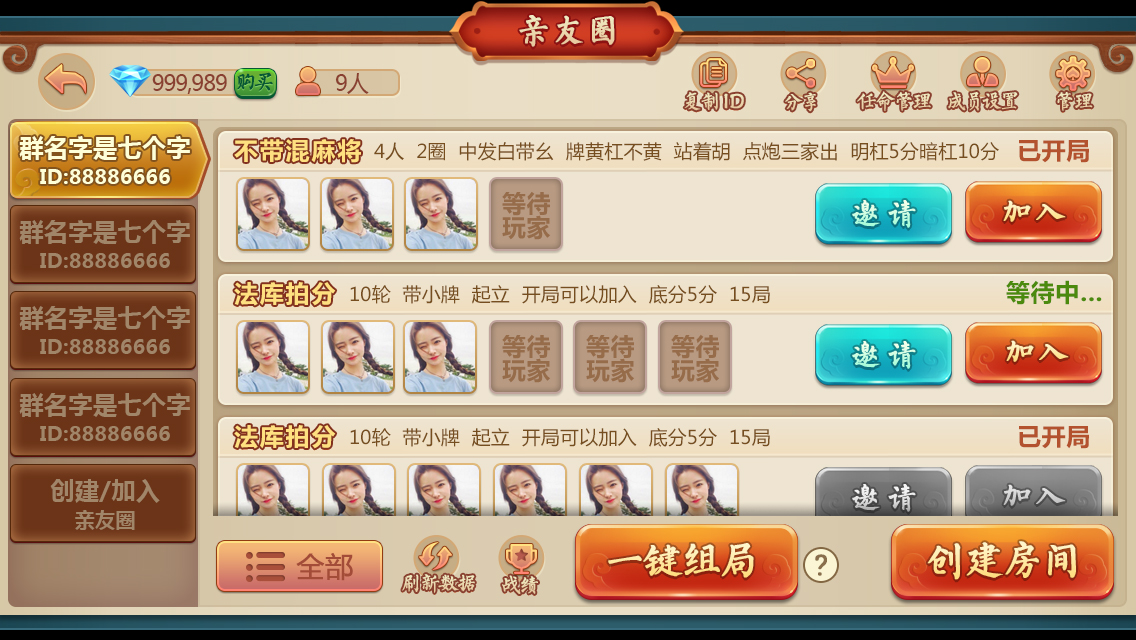 亲友圈
999,989 购买 9人
复制ID 分享 任命管理 成员设置 管理
群名字是七个字
ID:88886666
群名字是七个字
ID:88886666
群名字是七个字
ID:88886666
群名字是七个字
ID:88886666
创建/加入
亲友圈
不带混麻将 4人 2圈 中发白带幺 牌黄杠不黄 站着胡 点炮三家出 明杠5分暗杠10分 已开局
等待
玩家
邀请 加入
法库拍分 10轮 带小牌 起立 开局可以加入 底分5分 15局 等待中...
等待 等待 等待
玩家 玩家 玩家
邀请 加入
法库拍分 10轮 带小牌 起立 开局可以加入 底分5分 15局 已开局
邀请 加入
全部 刷新数据 战绩 一键组局 ? 创建房间